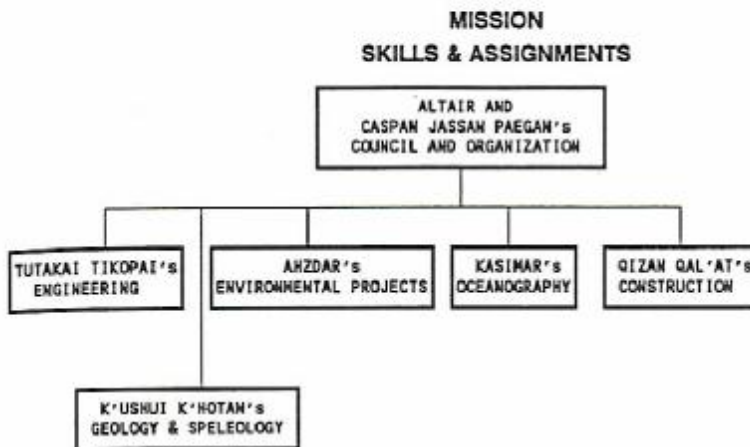 MISSION
SKILLS & ASSIGNMENTS
ALTAIR AND
CASPAN JASSAN PAEGAN's
COUNCIL AND ORGANIZATION
TUTAKAI TIKOPAI's
ENGINEERING
AHZDAR's
ENVIRONMENTAL PROJECTS
KASIMAR's
OCEANOGRAPHY
QIZAN QAL'AT's
CONSTRUCTION
K'USHUI K'HOTAN's
GEOLOGY & SPELEOLOGY